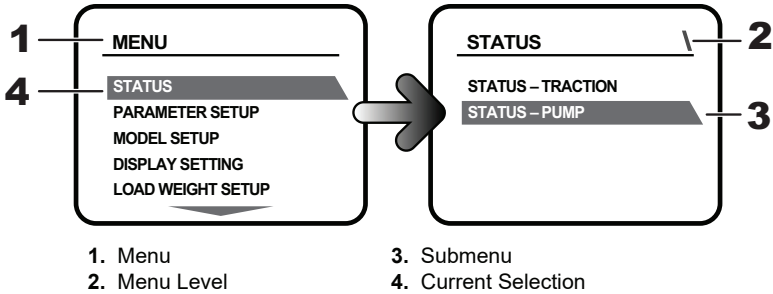 1
MENU
4
STATUS
PARAMETER SETUP
MODEL SETUP
DISPLAY SETTING
LOAD WEIGHT SETUP
STATUS
2
STATUS – TRACTION
STATUS – PUMP
3
1. Menu
2. Menu Level
3. Submenu
4. Current Selection